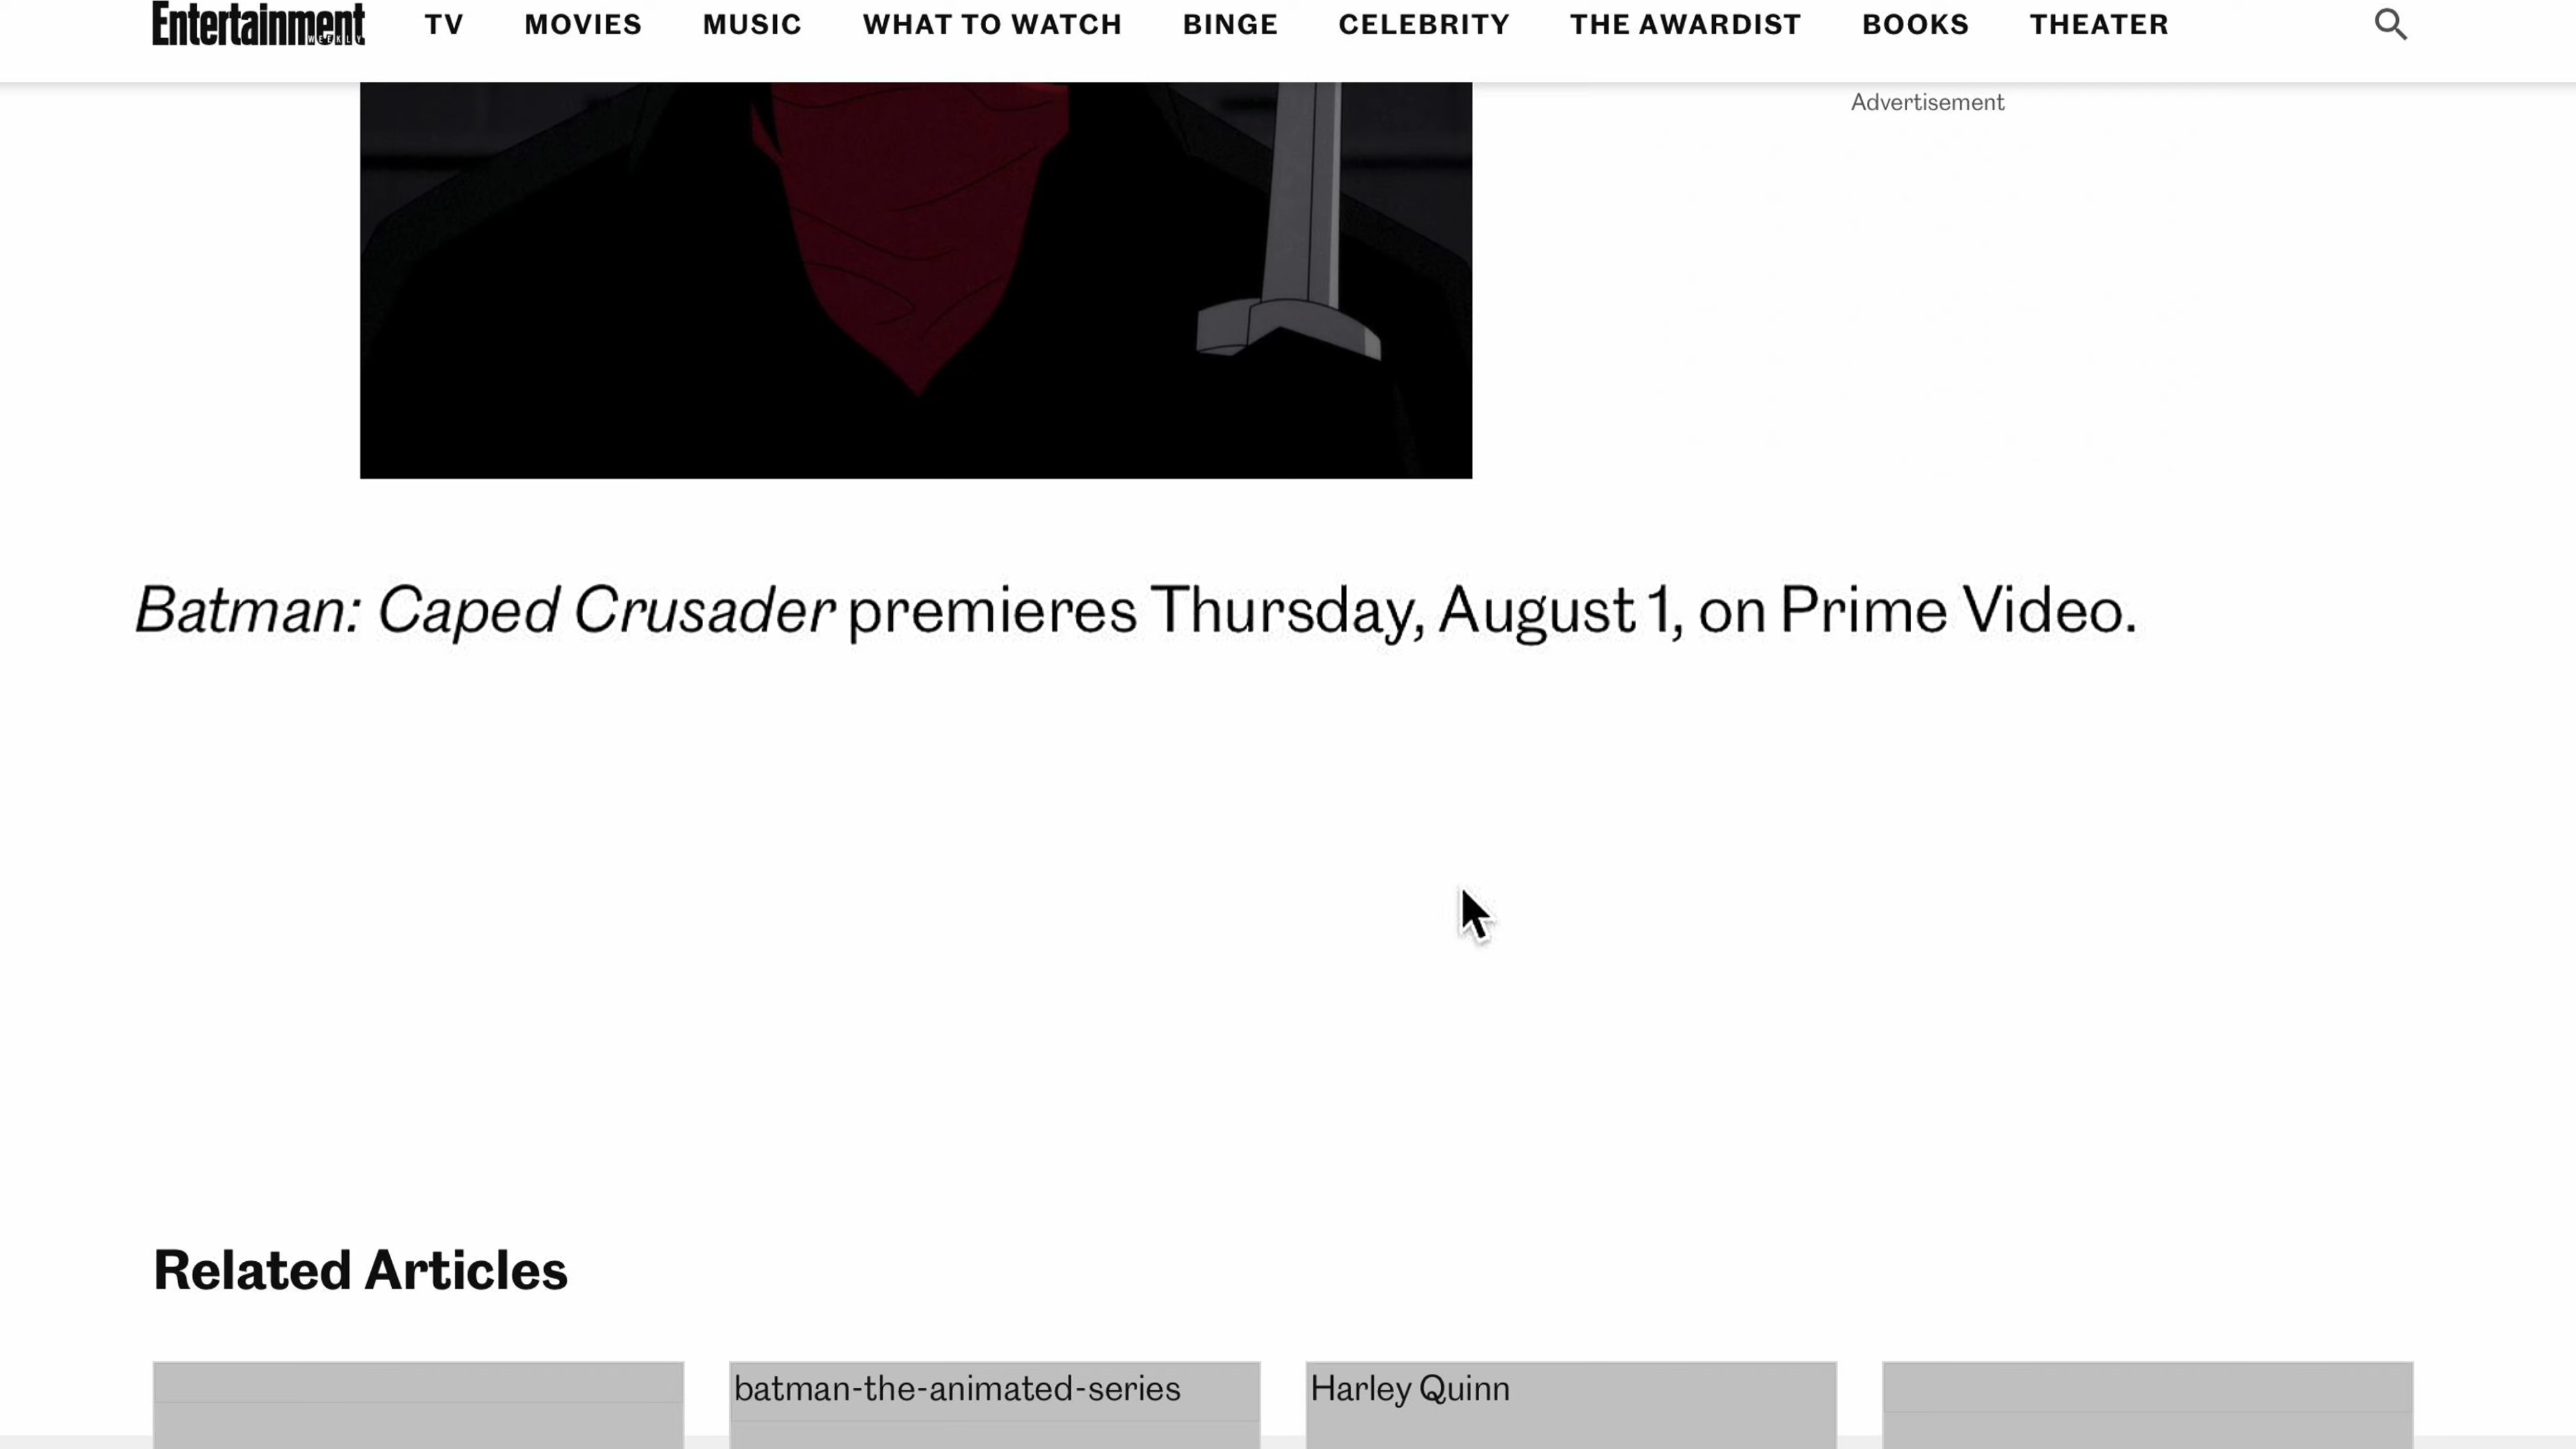 Entertainment WEEKLY TV MOVIES MUSIC WHAT TO WATCH BINGE CELEBRITY THE AWARDIST BOOKS THEATER
Advertisement
Batman: Caped Crusader premieres Thursday, August 1, on Prime Video.
Related Articles
batman-the-animated-series Harley Quinn